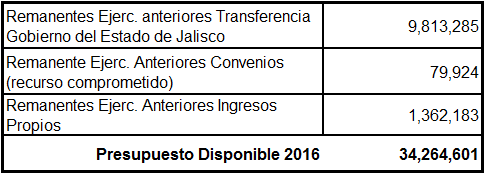 Remanentes Ejerc. anteriores Transferencia
Gobierno del Estado de Jalisco
9,813,285
Remanente Ejerc. Anteriores Convenios
(recurso comprometido)
79,924
Remanentes Ejerc. Anteriores Ingresos
Propios
1,362,183
Presupuesto Disponible 2016 34,264,601